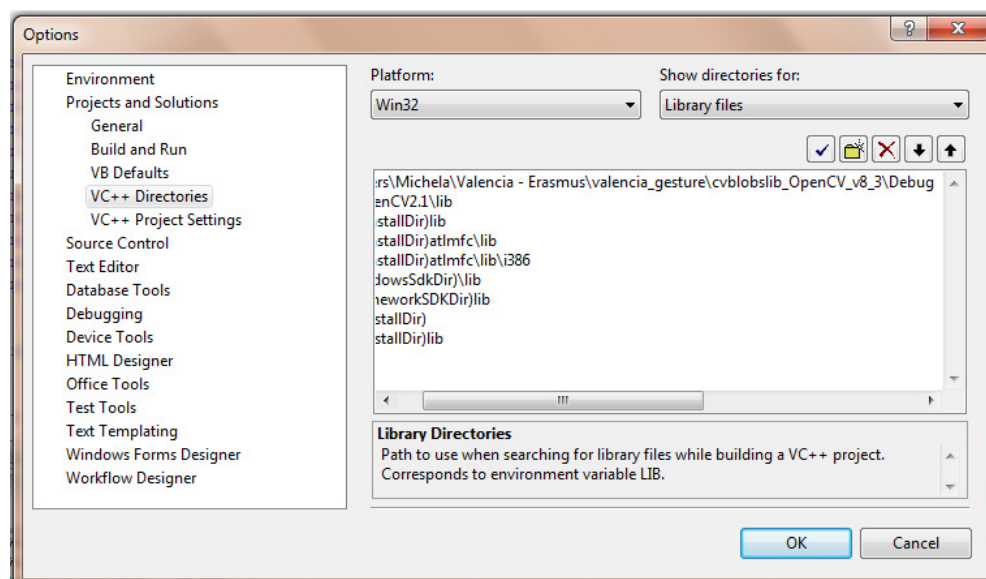 Options
Environment
Projects and Solutions
General
Build and Run
VB Defaults
VC++ Directories
VC++ Project Settings
Source Control
Text Editor
Database Tools
Debugging
Device Tools
HTML Designer
Office Tools
Test Tools
Text Templating
Windows Forms Designer
Workflow Designer
Platform:
Win32
Show directories for:
Library files
rs\Michela\Valencia - Erasmus\valencia_gesture\cvblobslib_OpenCV_v8_3\Debug
enCV2.1\lib
stallDir)lib
stallDir)atlmfc\lib
stallDir)atlmfc\lib\i386
dowsSdkDir)\lib
neworkSDKDir)lib
stallDir)
stallDir)lib
Library Directories
Path to use when searching for library files while building a VC++ project.
Corresponds to environment variable LIB.
OK
Cancel